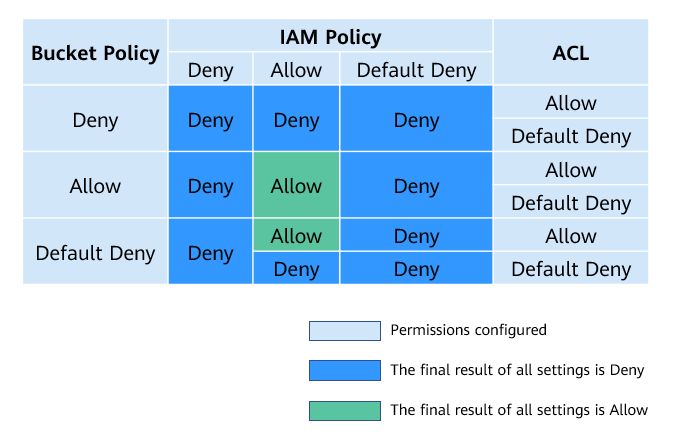 Bucket Policy IAM Policy ACL
Deny Allow Default Deny
Deny Deny Deny Deny Allow
Default Deny
Allow Deny Allow Deny Allow
Default Deny
Default Deny Deny Allow Deny Allow
Deny Deny Default Deny
Permissions configured
The final result of all settings is Deny
The final result of all settings is Allow